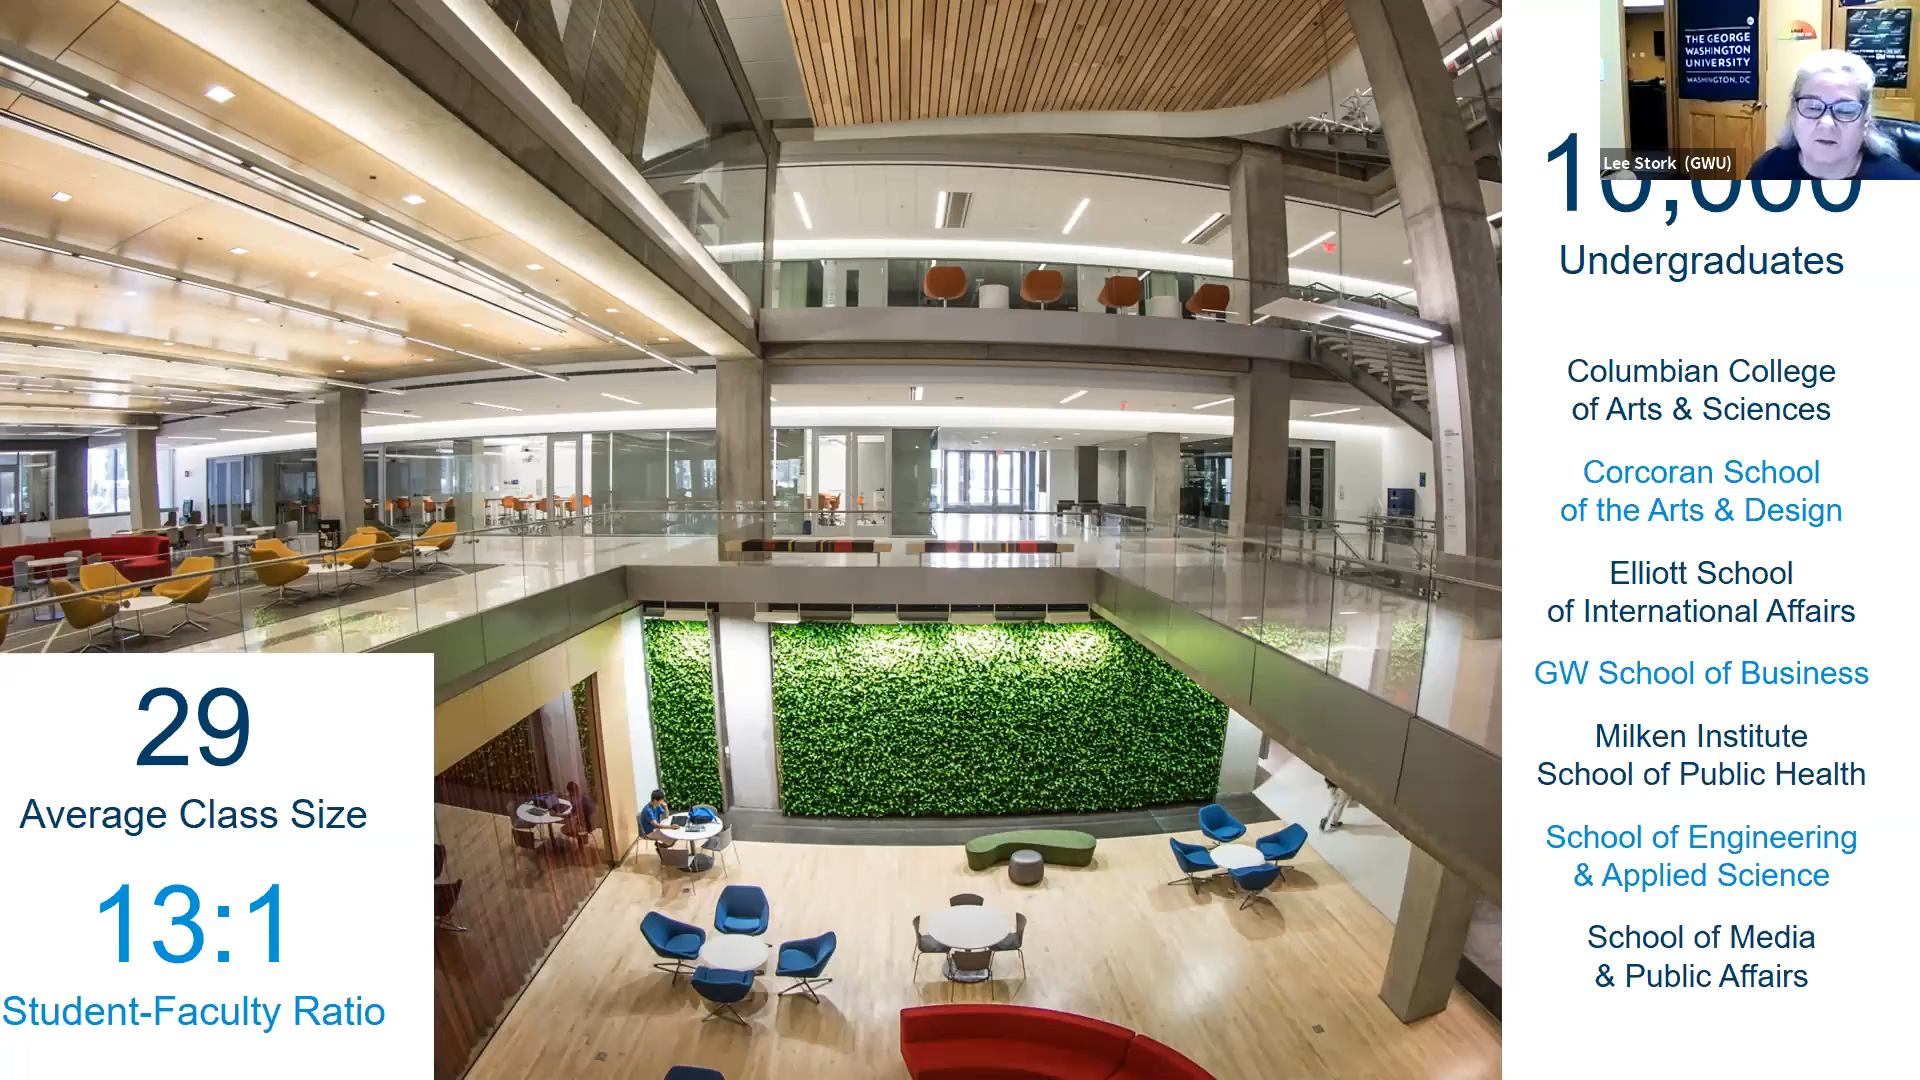 THE GEORGE
WASHINGTON
UNIVERSITY
WASHINGTON, DC
Lee Stork (GWU)
10,000
Undergraduates
Columbian College
of Arts & Sciences
Corcoran School
of the Arts & Design
Elliott School
of International Affairs
GW School of Business
Milken Institute
School of Public Health
School of Engineering
& Applied Science
School of Media
& Public Affairs
29
Average Class Size
13:1
Student-Faculty Ratio